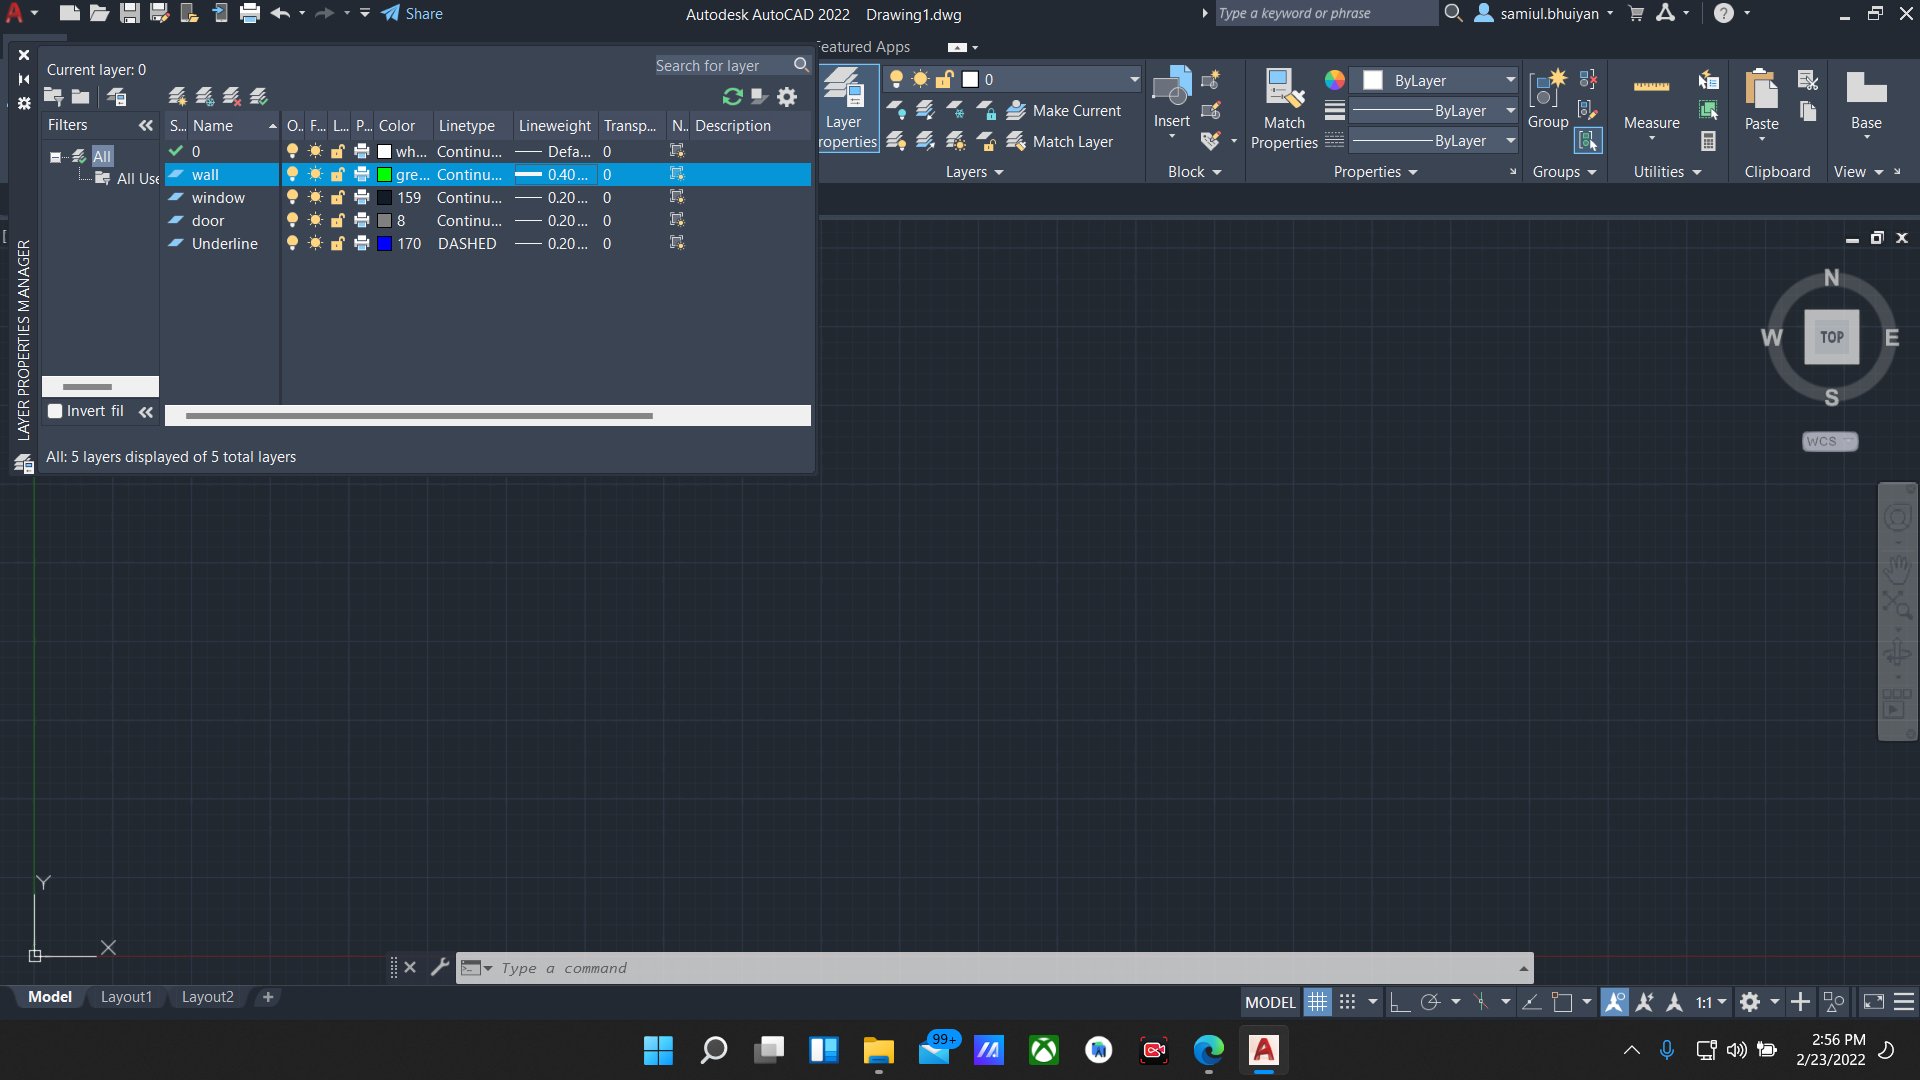 Share
Autodesk AutoCAD 2022 Drawing1.dwg
Type a keyword or phrase
samiul.bhuiyan
Featured Apps
Current layer: 0
Search for layer
Filters
S.. Name O.. F.. L... P.. Color Linetype Lineweight Transp... N.. Description
All
All Use
0 wh... Continu... Defa... 0
wall gre... Continu... 0.40 ... 0
window 159 Continu... 0.20 ... 0
door 8 Continu... 0.20 ... 0
Underline 170 DASHED 0.20 ... 0
Invert fil
All: 5 layers displayed of 5 total layers
LAYER PROPERTIES MANAGER
Layer
Properties
0
Make Current
Match Layer
Layers
Insert
Block
Match
Properties
ByLayer
ByLayer
ByLayer
Properties
Group
Groups
Measure
Utilities
Paste
Clipboard
Base
View
N
W TOP E
S
WCS
Y
X
Type a command
Model Layout1 Layout2 +
MODEL 1:1
99+
AI
2:56 PM
2/23/2022